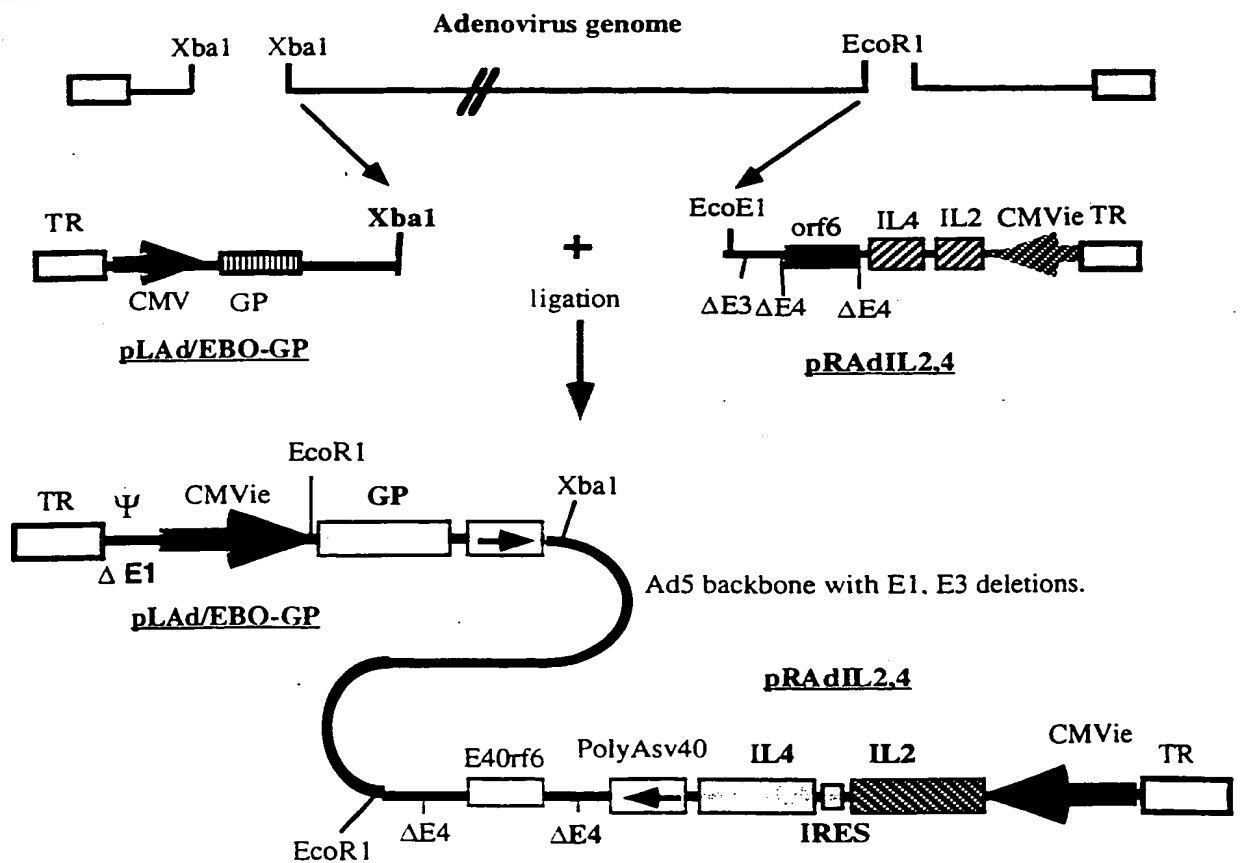 Adenovirus genome
Xba1 Xba1 EcoR1
TR
Xba1
CMV GP
pLAd/EBO-GP
+
ligation
EcoE1
orf6 IL4 IL2 CMVie TR
ΔE3 ΔE4 ΔE4
pRAdIL2,4
EcoR1
TR Ψ CMVie GP Xba1
Δ E1
pLAd/EBO-GP
Ad5 backbone with E1, E3 deletions.
pRAdIL2,4
E40rf6 PolyAsv40 IL4 IL2 CMVie TR
ΔE4 ΔE4 IRES
EcoR1